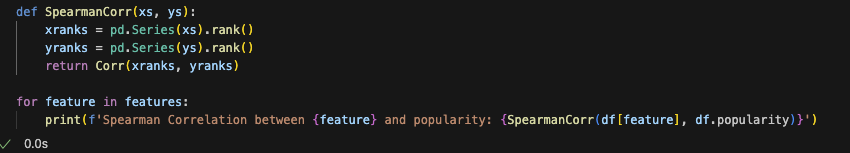 def SpearmanCorr(xs, ys):
    xranks = pd.Series(xs).rank()
    yranks = pd.Series(ys).rank()
    return Corr(xranks, yranks)

for feature in features:
    print(f'Spearman Correlation between {feature} and popularity: {SpearmanCorr(df[feature], df.popularity)}')
✓ 0.0s